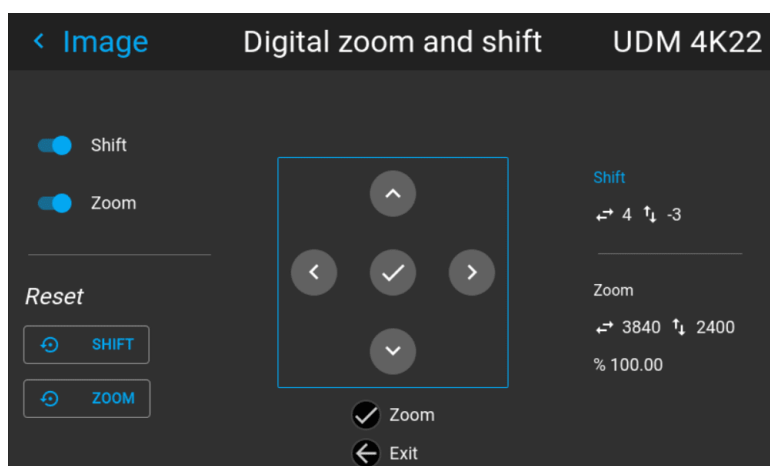 Image
Digital zoom and shift
UDM 4K22
Shift
Zoom
Reset
SHIFT
ZOOM
Zoom
Exit
Shift
4 -3
Zoom
3840 2400
% 100.00